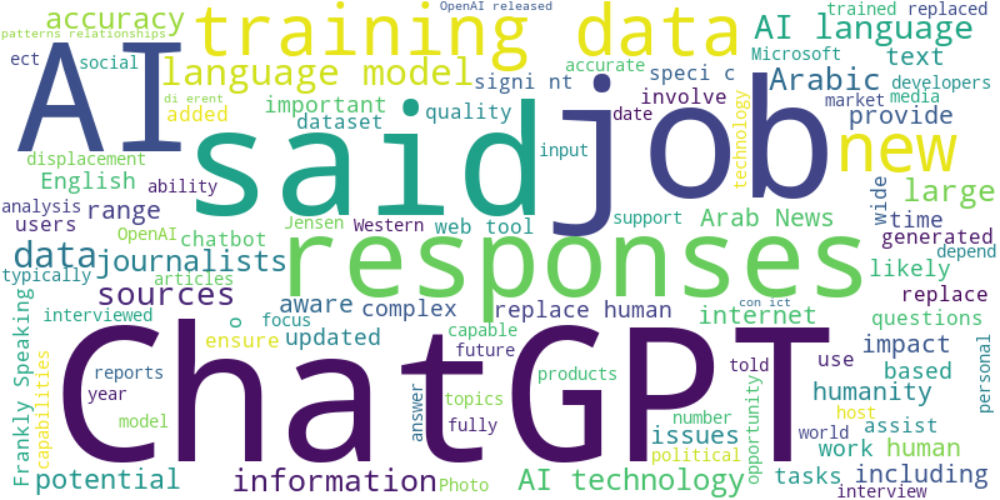 OpenAI released
accuracy
training data
trained replaced
patterns relationships
AI language
ect social
AI
language model
signi nt
accurate
speci c
Microsoft
text
Arabic
developers
di erent
added
important
dataset
quality
said
job
involve
date
technology
market media
provide
new
displacement
English
ability
input
wide
large
analysis
range
users
Jensen
Western
web tool
support
Arab News
time
generated
OpenAI
chatbot
responses
depend
data
journalists
typically
articles
likely
sources
aware
complex
replace human
con ict
internet
replace
questions
Frankly Speaking
interviewed
o
focus
ensure
updated
capable
future
ChatGPT
told
use
impact
based
personal
capabilities
reports
year
model
answer
products
topics
fully
number
issues
political
opportunity
humanity
host
assist
world
work
human
potential
information
Photo
AI technology
tasks
including
interview